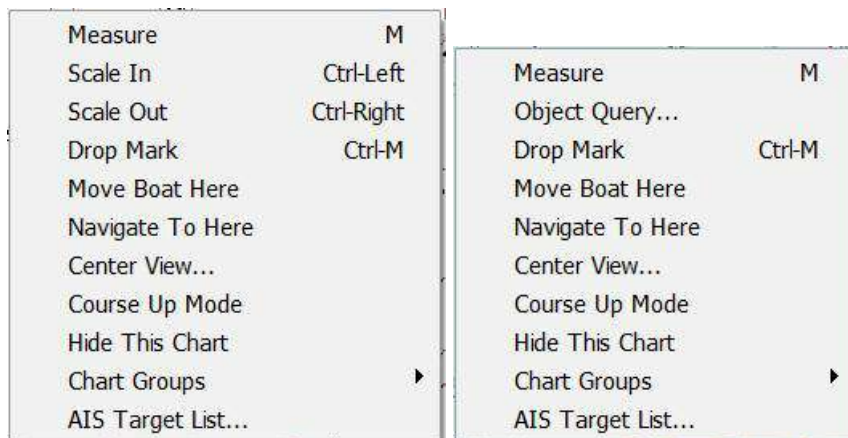 Measure M
Scale In Ctrl-Left
Scale Out Ctrl-Right
Drop Mark Ctrl-M
Move Boat Here
Navigate To Here
Center View...
Course Up Mode
Hide This Chart
Chart Groups
AIS Target List...
Measure M
Object Query...
Drop Mark Ctrl-M
Move Boat Here
Navigate To Here
Center View...
Course Up Mode
Hide This Chart
Chart Groups
AIS Target List...